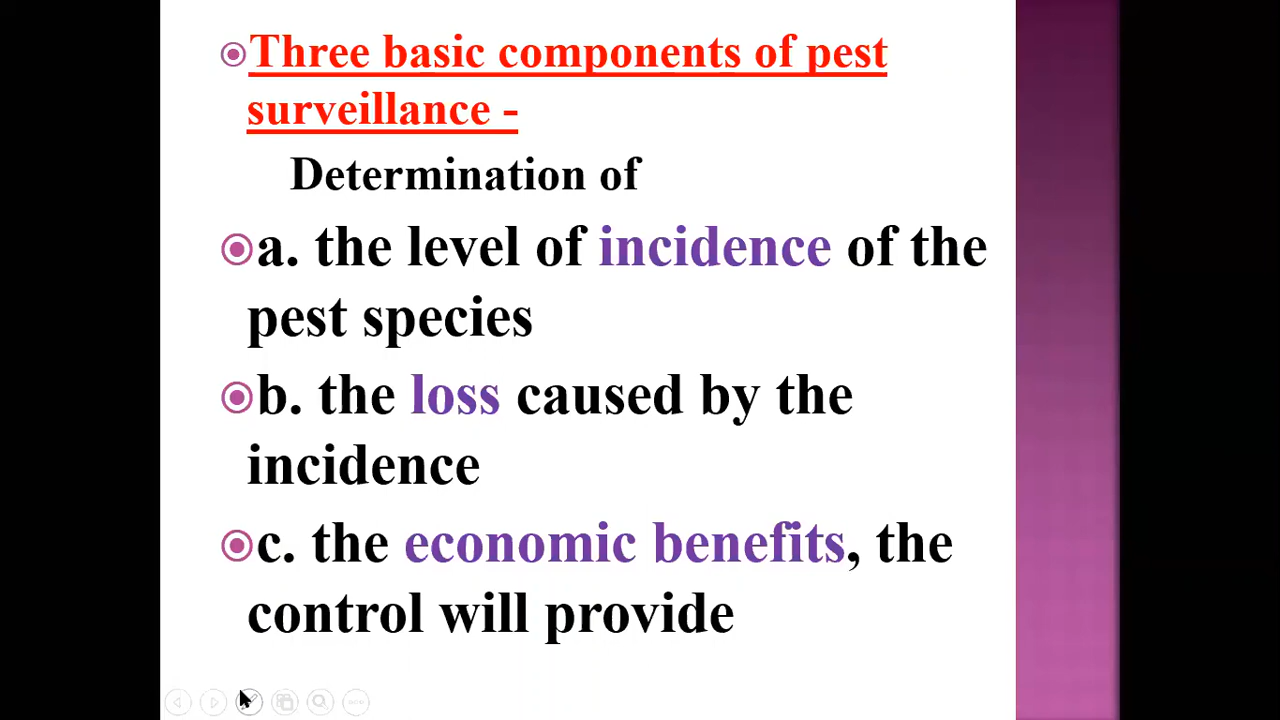 Three basic components of pest
surveillance -
Determination of
a. the level of incidence of the
pest species
b. the loss caused by the
incidence
c. the economic benefits, the
control will provide